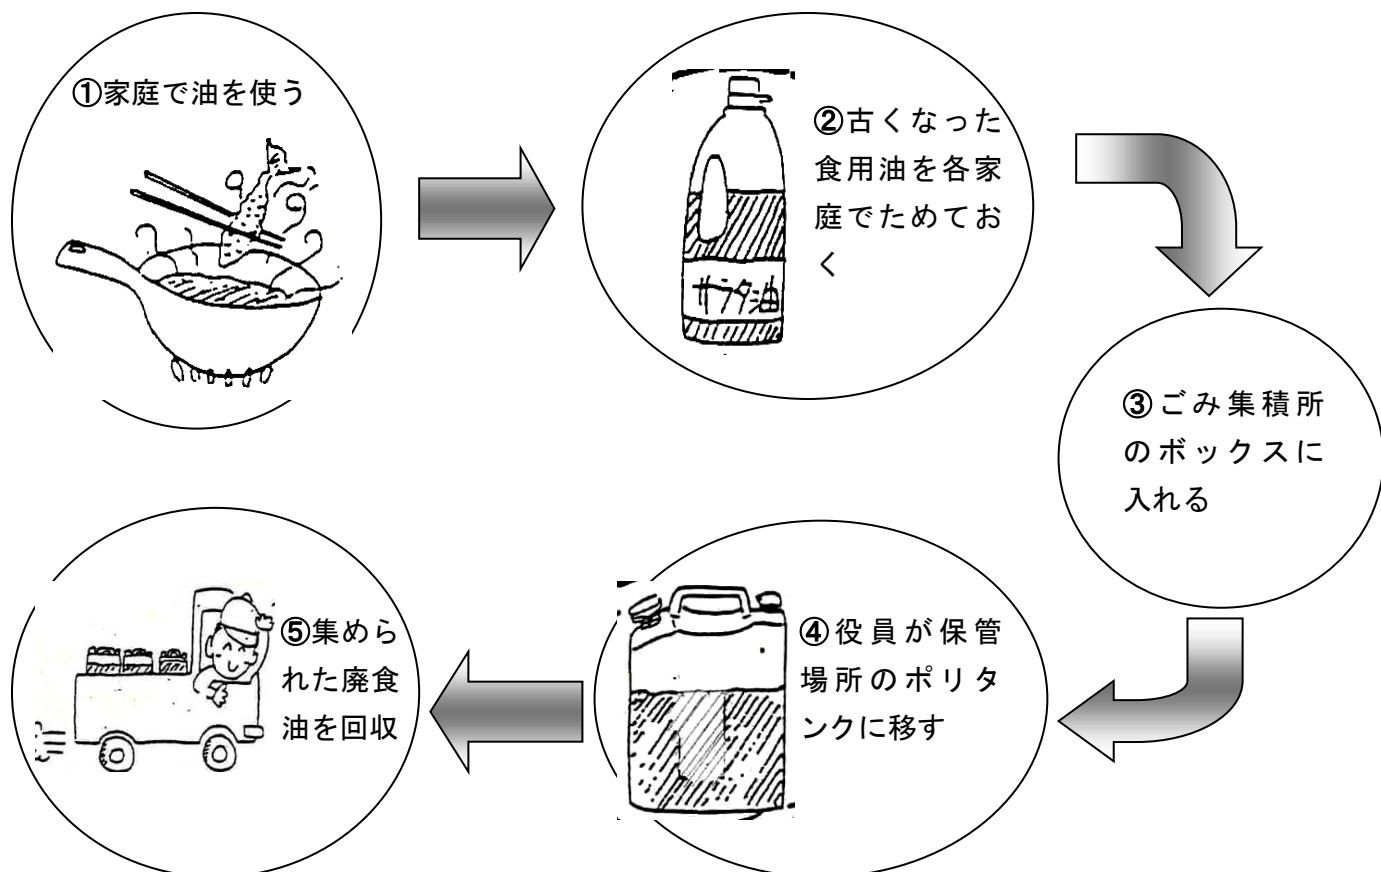 ①家庭で油を使う
②古くなった
食用油を各家
庭でためてお
く
サラダ油
③ごみ集積所
のボックスに
入れる
④役員が保管
場所のポリタ
ンクに移す
⑤集めら
れた廃食
油を回収